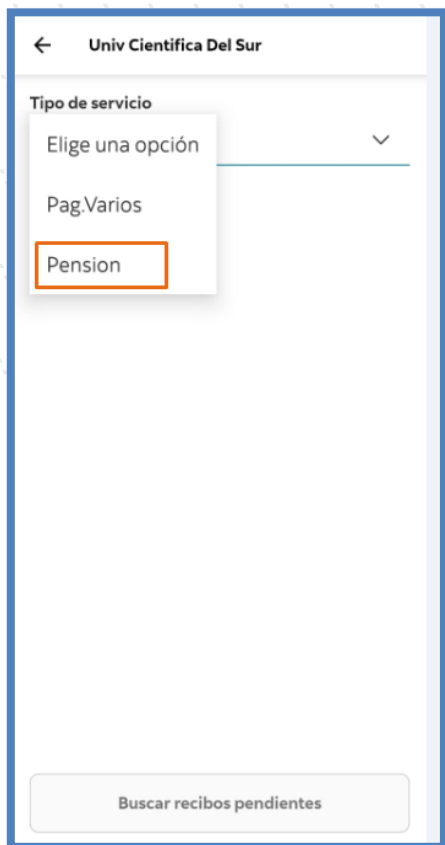 Univ Cientifica Del Sur
Tipo de servicio
Elige una opción
Pag.Varios
Pension
Buscar recibos pendientes